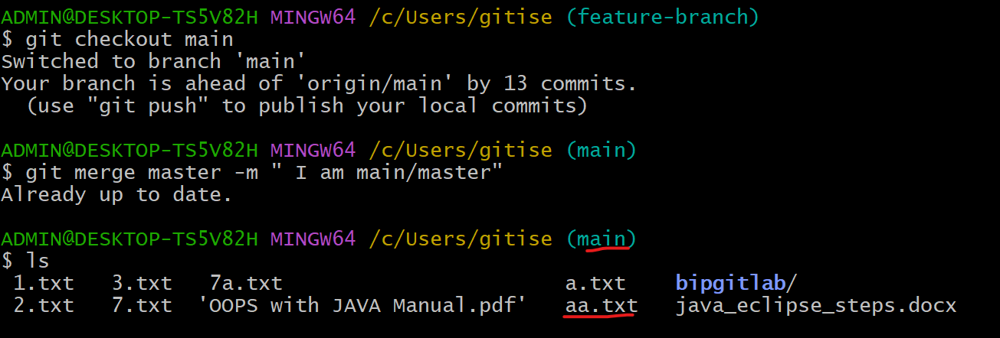 ADMIN@DESKTOP-TS5V82H MINGW64 /c/Users/gitise (feature-branch)
$ git checkout main
Switched to branch 'main'
Your branch is ahead of 'origin/main' by 13 commits.
  (use "git push" to publish your local commits)
ADMIN@DESKTOP-TS5V82H MINGW64 /c/Users/gitise (main)
$ git merge master -m " I am main/master"
Already up to date.
ADMIN@DESKTOP-TS5V82H MINGW64 /c/Users/gitise (main)
$ ls
 1.txt   3.txt   7a.txt                      a.txt    bipgitlab/
 2.txt   7.txt  'OOPS with JAVA Manual.pdf'   aa.txt   java_eclipse_steps.docx